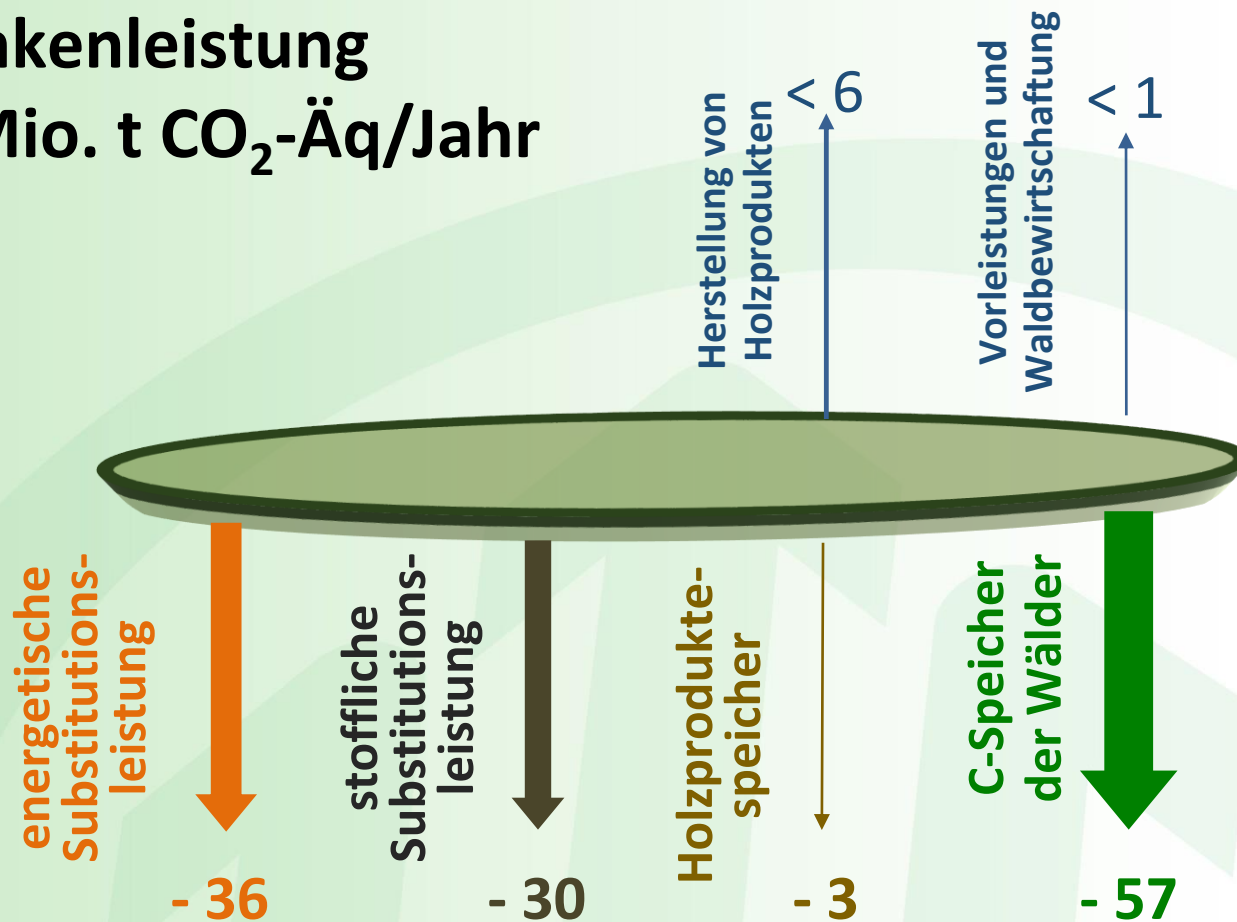 nkenleistung
Mio. t CO₂-Äq/Jahr
Herstellung von
Holzprodukten
< 6
Vorleistungen und
Waldbewirtschaftung
< 1
energetische
Substitutions-
leistung
- 36
stoffliche
Substitutions-
leistung
- 30
Holzprodukte-
speicher
- 3
C-Speicher
der Wälder
- 57